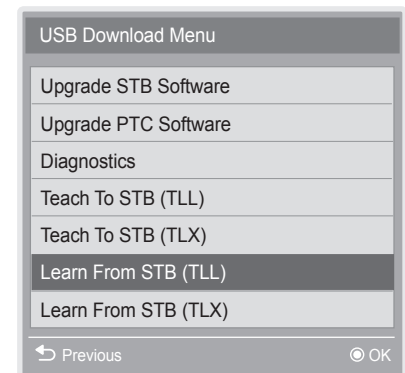 USB Download Menu
Upgrade STB Software
Upgrade PTC Software
Diagnostics
Teach To STB (TLL)
Teach To STB (TLX)
Learn From STB (TLL)
Learn From STB (TLX)
Previous OK